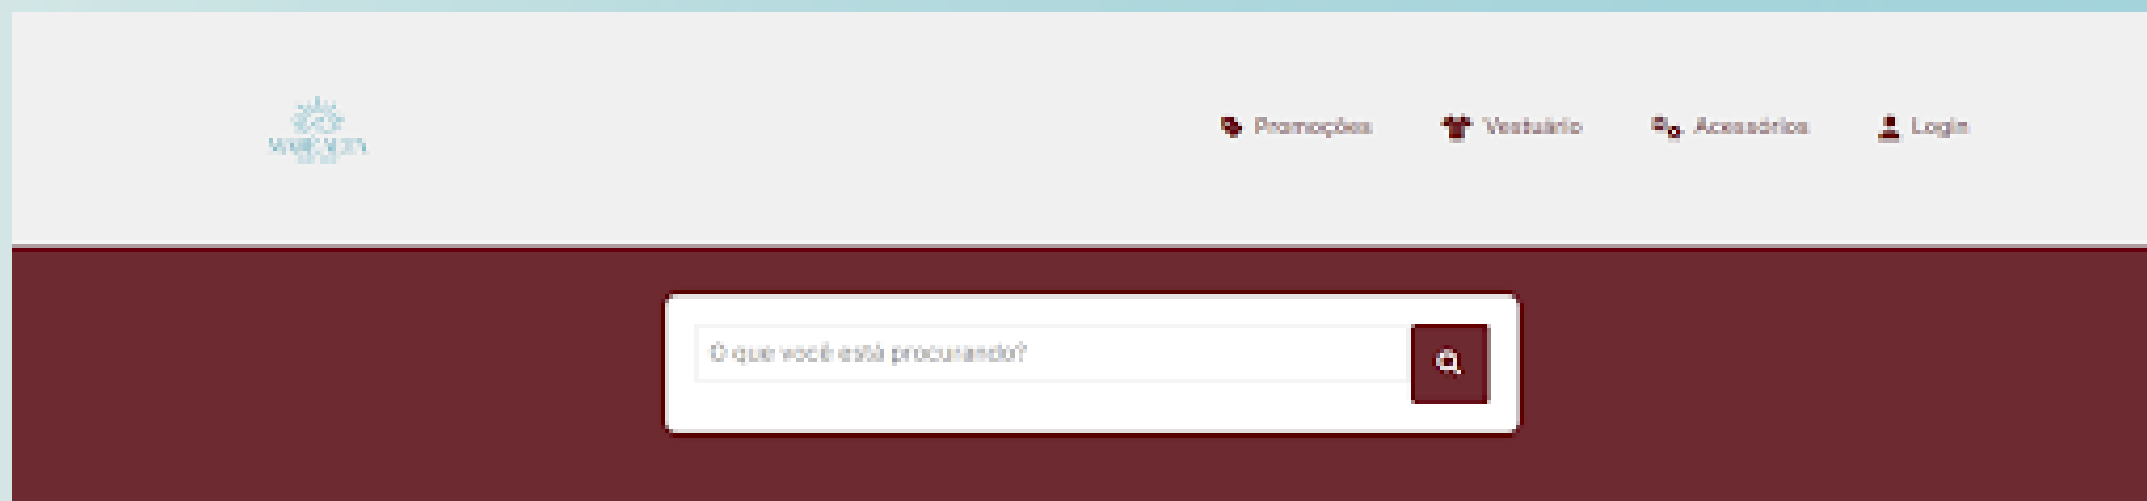 Promoções
Vestuário
Acessórios
Login
O que você está procurando?